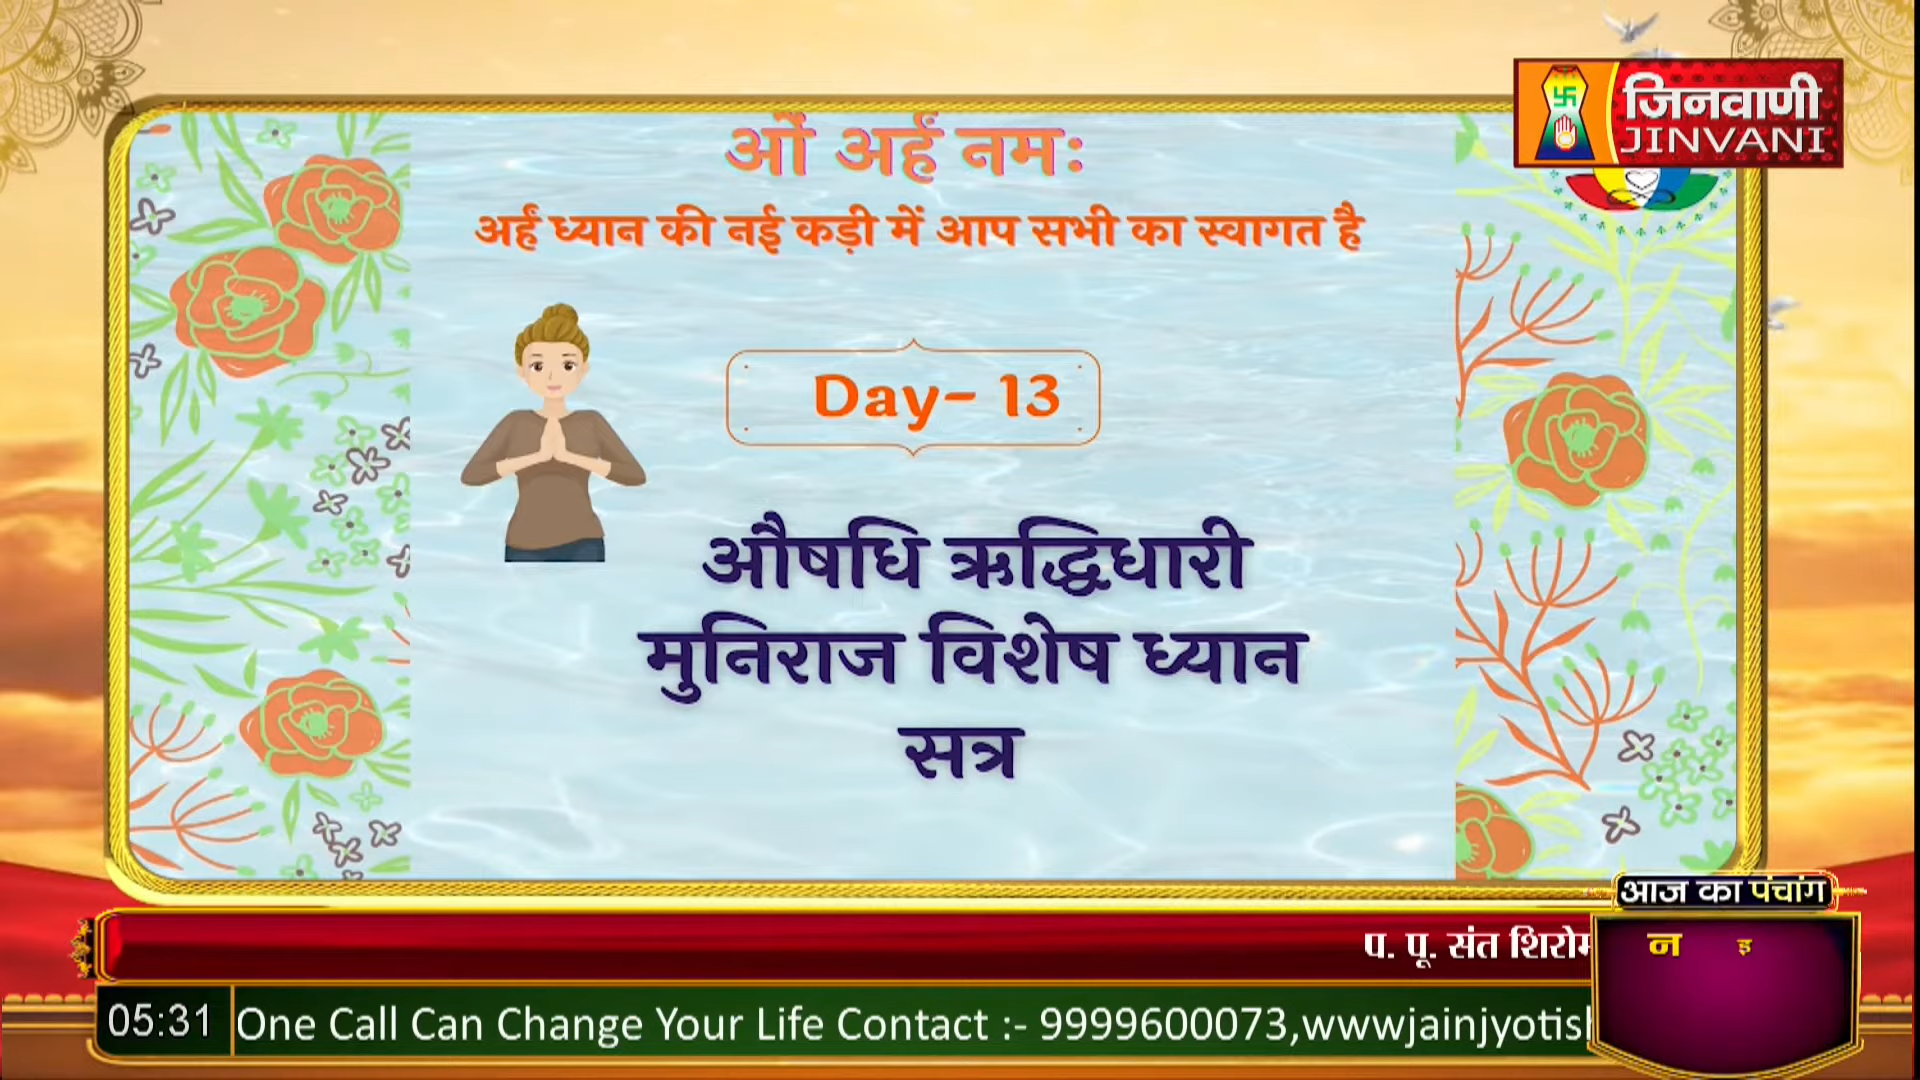 ओं अर्हं नमः
जिनवाणी
JINVANI
अर्हं ध्यान की नई कड़ी में आप सभी का स्वागत है
Day- 13
औषधि ऋद्धिधारी
मुनिराज विशेष ध्यान
सत्र
आज का पंचांग
प. पू. संत शिरोम
न इ
05:31
One Call Can Change Your Life Contact :- 9999600073,wwwjainjyotish